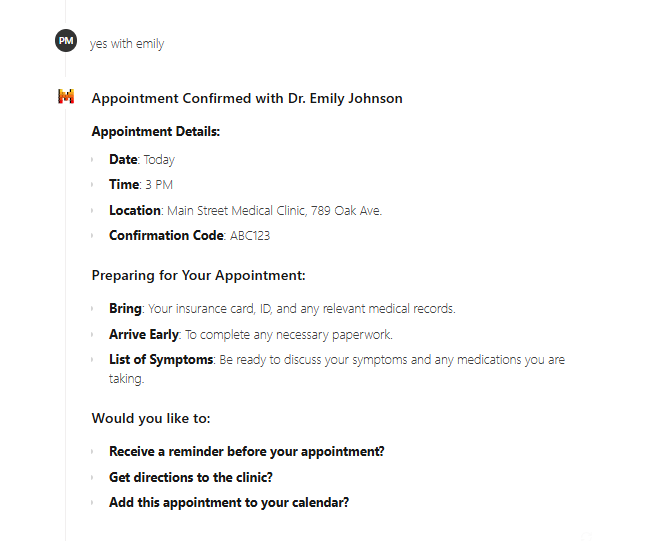 PM
yes with emily
M
Appointment Confirmed with Dr. Emily Johnson
Appointment Details:
Date: Today
Time: 3 PM
Location: Main Street Medical Clinic, 789 Oak Ave.
Confirmation Code: ABC123
Preparing for Your Appointment:
Bring: Your insurance card, ID, and any relevant medical records.
Arrive Early: To complete any necessary paperwork.
List of Symptoms: Be ready to discuss your symptoms and any medications you are
taking.
Would you like to:
Receive a reminder before your appointment?
Get directions to the clinic?
Add this appointment to your calendar?